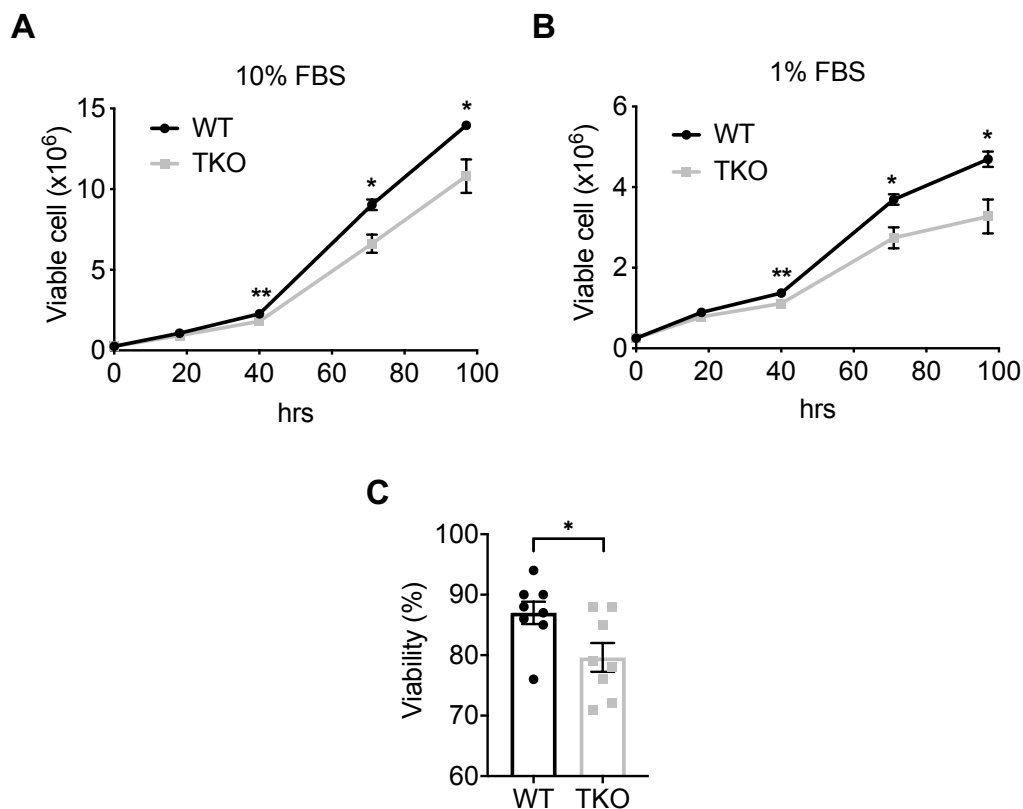 A
10% FBS
WT
TKO
Viable cell (x10⁶)
15
10
5
0
**
*
*
0 20 40 60 80 100
hrs
B
1% FBS
WT
TKO
Viable cell (x10⁶)
6
4
2
0
**
*
*
0 20 40 60 80 100
hrs
C
Viability (%)
100
90
80
70
60
*
WT TKO